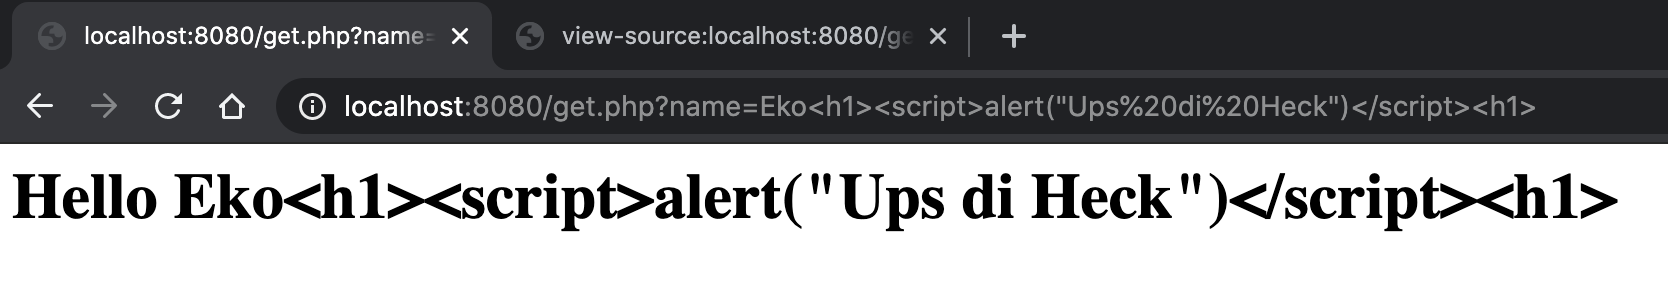 localhost:8080/get.php?name= view-source:localhost:8080/ge
localhost:8080/get.php?name=Eko<h1><script>alert("Ups%20di%20Heck")</script><h1>
Hello Eko<h1><script>alert("Ups di Heck")</script><h1>